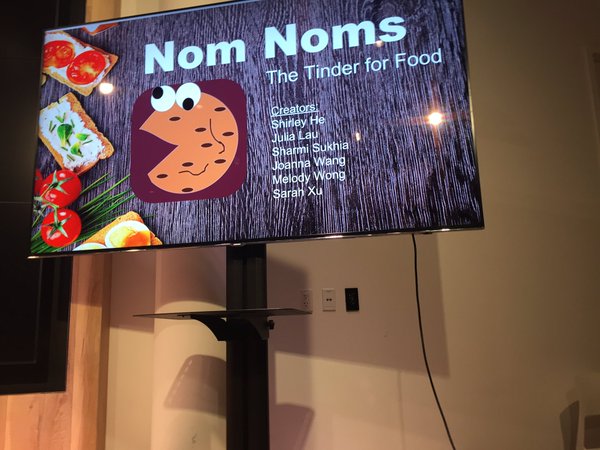 Nom Noms
The Tinder for Food
Creators:
Shirley He
Julia Lau
Sharmi Sukhia
Joanna Wang
Melody Wong
Sarah Xu